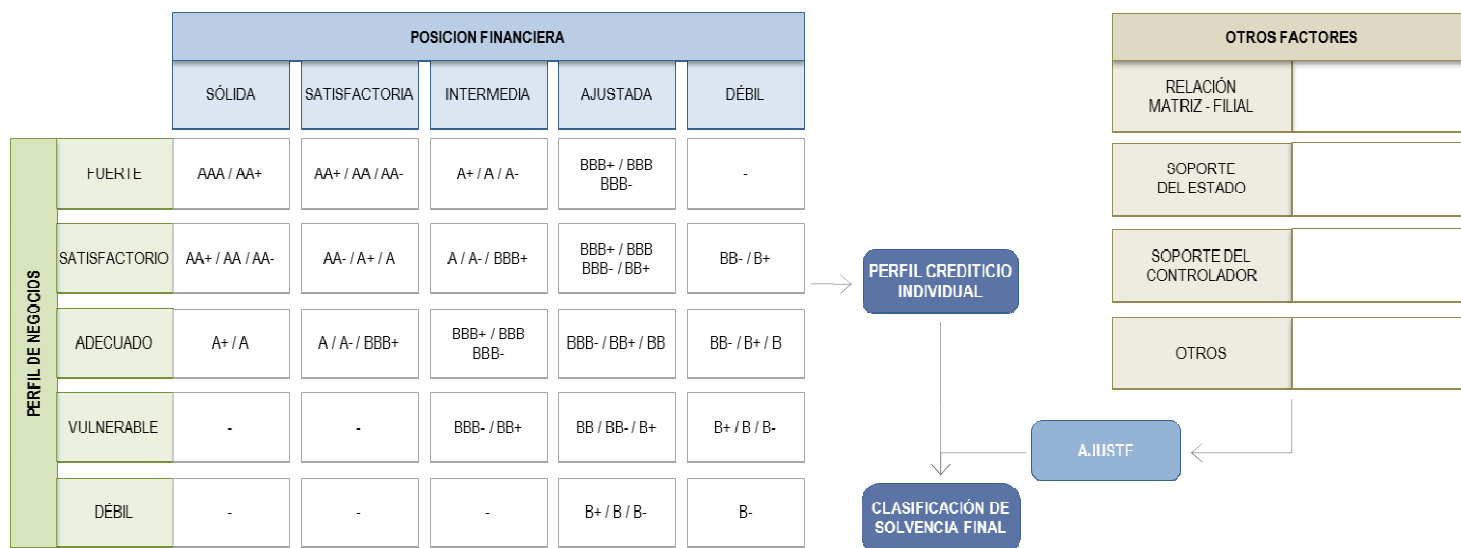 POSICION FINANCIERA
SÓLIDA
SATISFACTORIA
INTERMEDIA
AJUSTADA
DÉBIL
PERFIL DE NEGOCIOS
FUERTE
AAA / AA+
AA+ / AA / AA-
A+ / A / A-
BBB+ / BBB
BBB-
-
SATISFACTORIO
AA+ / AA / AA-
AA- / A+ / A
A / A- / BBB+
BBB+ / BBB
BBB- / BB+
BB- / B+
ADECUADO
A+ / A
A / A- / BBB+
BBB+ / BBB
BBB-
BBB- / BB+ / BB
BB- / B+ / B
VULNERABLE
-
-
BBB- / BB+
BB / BB- / B+
B+ / B / B-
DÉBIL
-
-
-
B+ / B / B-
B-
PERFIL CREDITICIO
INDIVIDUAL
CLASIFICACIÓN DE
SOLVENCIA FINAL
AJUSTE
OTROS FACTORES
RELACIÓN
MATRIZ - FILIAL
SOPORTE
DEL ESTADO
SOPORTE DEL
CONTROLADOR
OTROS